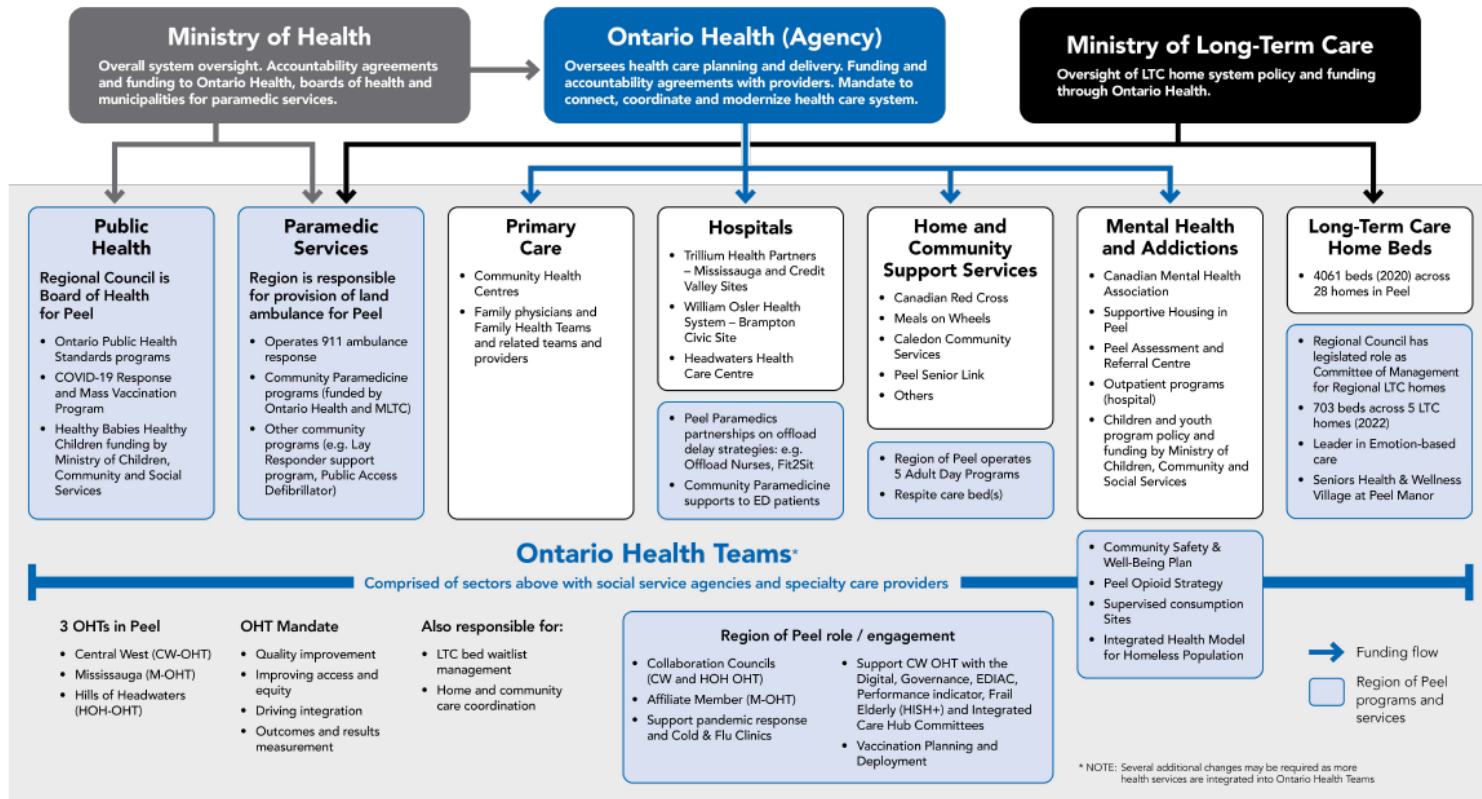 Ministry of Health
Overall system oversight. Accountability agreements
and funding to Ontario Health, boards of health and
municipalities for paramedic services.
Ontario Health (Agency)
Oversees health care planning and delivery. Funding and
accountability agreements with providers. Mandate to
connect, coordinate and modernize health care system.
Ministry of Long-Term Care
Oversight of LTC home system policy and funding
through Ontario Health.
Public
Health
Regional Council is
Board of Health
for Peel
• Ontario Public Health
Standards programs
• COVID-19 Response
and Mass Vaccination
Program
• Healthy Babies Healthy
Children funding by
Ministry of Children,
Community and Social
Services
Paramedic
Services
Region is responsible
for provision of land
ambulance for Peel
• Operates 911 ambulance
response
• Community Paramedicine
programs (funded by
Ontario Health and MLTC)
• Other community
programs (e.g. Lay
Responder support
program, Public Access
Defibrillator)
Primary
Care
• Community Health
Centres
• Family physicians and
Family Health Teams
and related teams and
providers
Hospitals
• Trillium Health Partners
– Mississauga and Credit
Valley Sites
• William Osler Health
System – Brampton
Civic Site
• Headwaters Health
Care Centre
• Peel Paramedics
partnerships on offload
delay strategies: e.g.
Offload Nurses, Fit2Sit
• Community Paramedicine
supports to ED patients
Home and
Community
Support Services
• Canadian Red Cross
• Meals on Wheels
• Caledon Community
Services
• Peel Senior Link
• Others
• Region of Peel operates
5 Adult Day Programs
• Respite care bed(s)
Mental Health
and Addictions
• Canadian Mental Health
Association
• Supportive Housing in
Peel
• Peel Assessment and
Referral Centre
• Outpatient programs
(hospital)
• Children and youth
program policy and
funding by Ministry of
Children, Community and
Social Services
• Community Safety &
Well-Being Plan
• Peel Opioid Strategy
• Supervised consumption
Sites
• Integrated Health Model
for Homeless Population
Long-Term Care
Home Beds
• 4061 beds (2020) across
28 homes in Peel
• Regional Council has
legislated role as
Committee of Management
for Regional LTC homes
• 703 beds across 5 LTC
homes (2022)
• Leader in Emotion-based
care
• Seniors Health & Wellness
Village at Peel Manor
Ontario Health Teams*
Comprised of sectors above with social service agencies and specialty care providers
3 OHTs in Peel
• Central West (CW-OHT)
• Mississauga (M-OHT)
• Hills of Headwaters
(HOH-OHT)
OHT Mandate
• Quality improvement
• Improving access and
equity
• Driving integration
• Outcomes and results
measurement
Also responsible for:
• LTC bed waitlist
management
• Home and community
care coordination
Region of Peel role / engagement
• Collaboration Councils
(CW and HOH OHT)
• Affiliate Member (M-OHT)
• Support pandemic response
and Cold & Flu Clinics
• Support CW OHT with the
Digital, Governance, EDIAC,
Performance indicator, Frail
Elderly (HISH+) and Integrated
Care Hub Committees
• Vaccination Planning and
Deployment
Funding flow
Region of Peel
programs and
services
* NOTE: Several additional changes may be required as more
health services are integrated into Ontario Health Teams